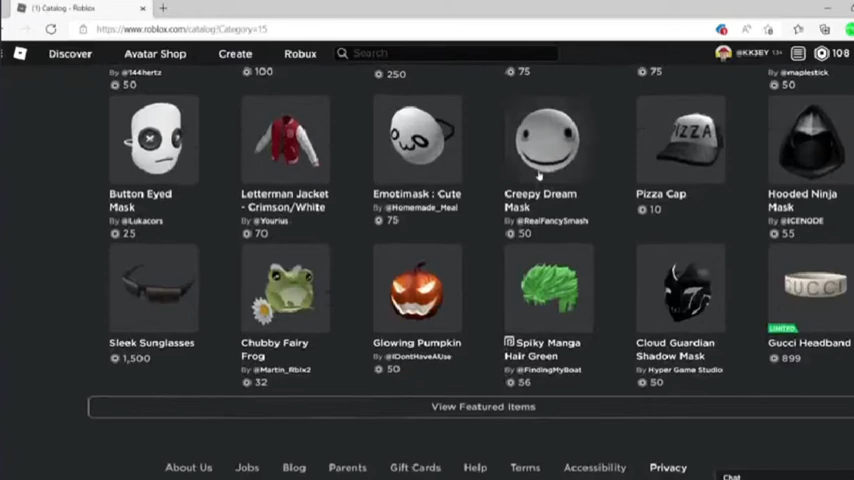 (1) Catalog - Roblox
https://www.roblox.com/catalog?Category=15
Discover Avatar Shop Create Robux Search @KK3EY 13+ 108
By @144hertz 100 250 75 75 By @maplestick
50 50
PIZZA
Button Eyed Mask
By @Lukacors
25
Letterman Jacket - Crimson/White
By @Yourius
70
Emotimask : Cute
By @Homemade_Meal
75
Creepy Dream Mask
By @RealFancySmash
50
Pizza Cap
10
Hooded Ninja Mask
By @ICENODE
55
GUCCI
LIMITED
Sleek Sunglasses
1,500
Chubby Fairy Frog
By @Martin_Rblx2
32
Glowing Pumpkin
By @IDontHaveAUse
50
Spiky Manga Hair Green
By @FindingMyBoat
56
Cloud Guardian Shadow Mask
By Hyper Game Studio
50
Gucci Headband
899
View Featured Items
About Us Jobs Blog Parents Gift Cards Help Terms Accessibility Privacy
Chat